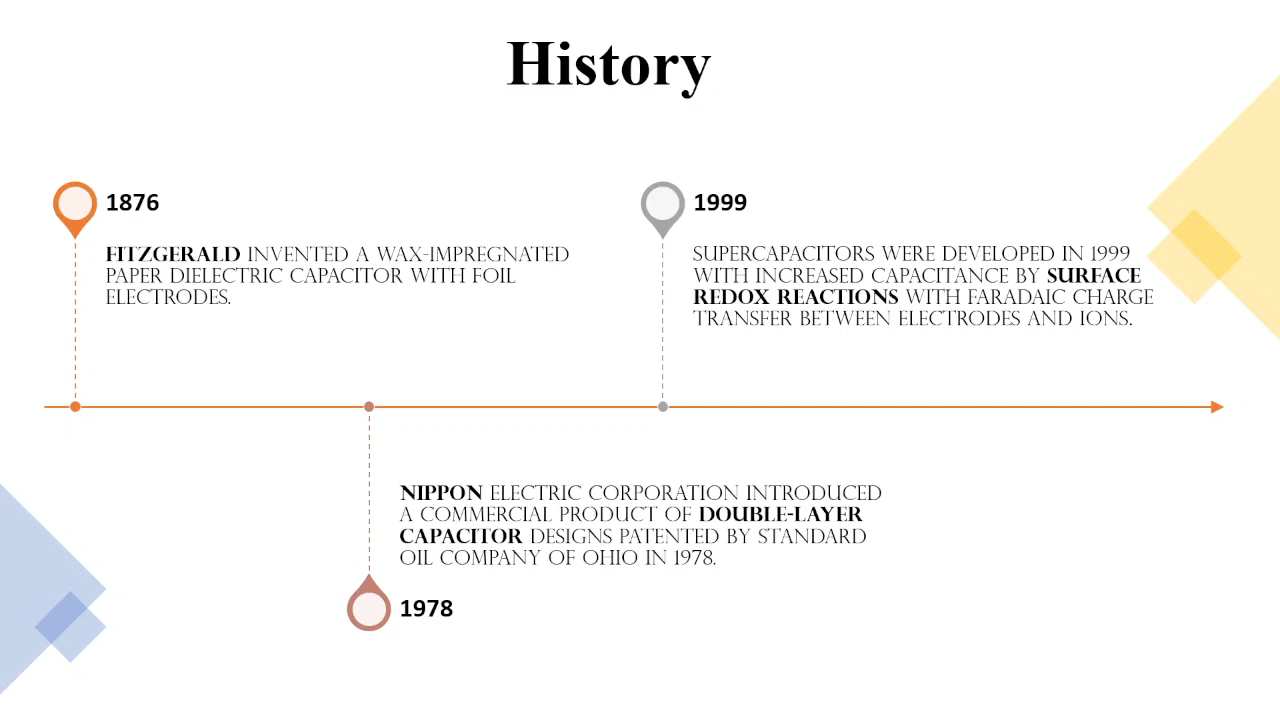 History
1876
FITZGERALD INVENTED A WAX-IMPREGNATED
PAPER DIELECTRIC CAPACITOR WITH FOIL
ELECTRODES.
1999
SUPERCAPACITORS WERE DEVELOPED IN 1999
WITH INCREASED CAPACITANCE BY SURFACE
REDOX REACTIONS WITH FARADAIC CHARGE
TRANSFER BETWEEN ELECTRODES AND IONS.
NIPPON ELECTRIC CORPORATION INTRODUCED
A COMMERCIAL PRODUCT OF DOUBLE-LAYER
CAPACITOR DESIGNS PATENTED BY STANDARD
OIL COMPANY OF OHIO IN 1978.
1978